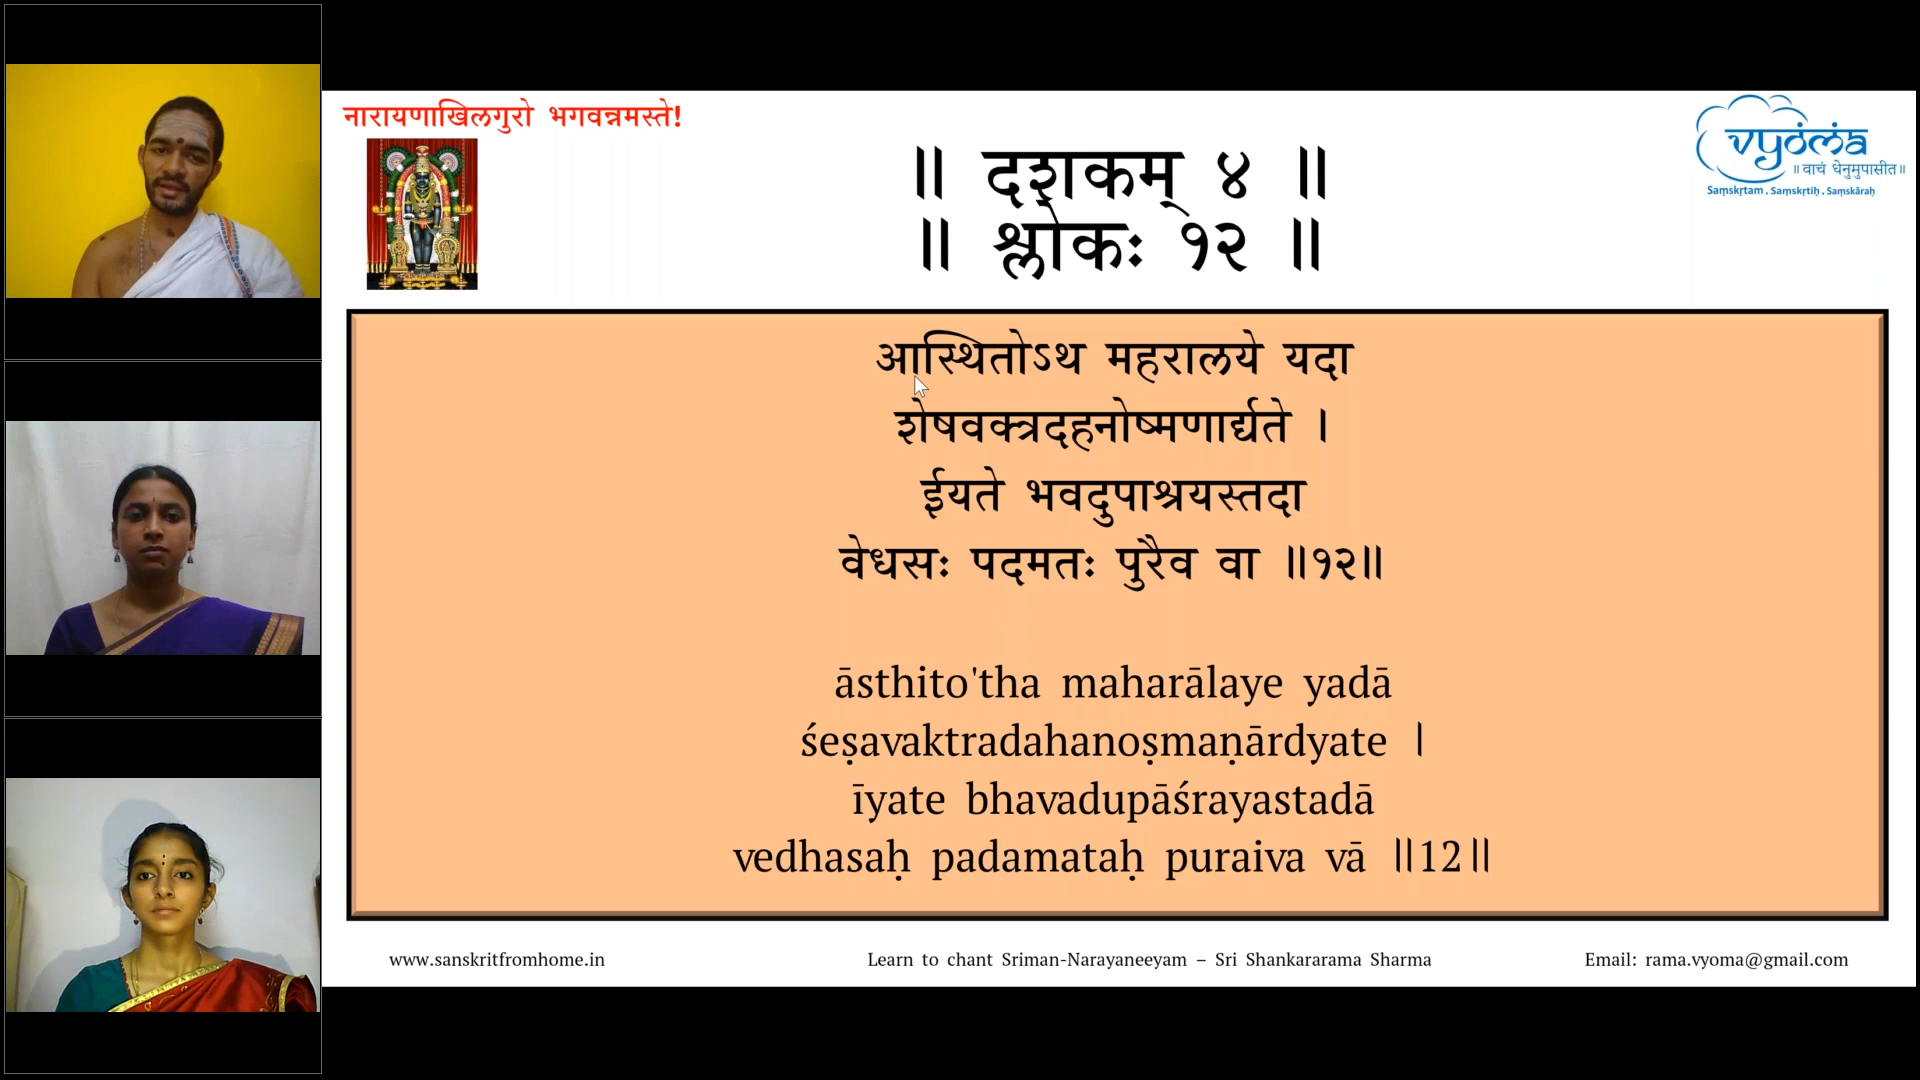 नारायणाखिलगुरो भगवन्नमस्ते!
॥ दशकम् ४ ॥
॥ श्लोकः १२ ॥
vyoma
॥वाचं धेनुमुपासीत॥
Saṃskṛtam . Saṃskṛtiḥ . Saṃskāraḥ
आस्थितोऽथ महरालये यदा
शेषवक्त्रदहनोष्मणार्द्यते ।
ईयते भवदुपाश्रयस्तदा
वेधसः पदमतः पुरैव वा ॥१२॥
āsthito'tha maharālaye yadā
śeṣavaktradahanoṣmaṇārdyate ।
īyate bhavadupāśrayastadā
vedhasaḥ padamataḥ puraiva vā ॥12॥
www.sanskritfromhome.in
Learn to chant Sriman-Narayaneeyam – Sri Shankararama Sharma
Email: rama.vyoma@gmail.com